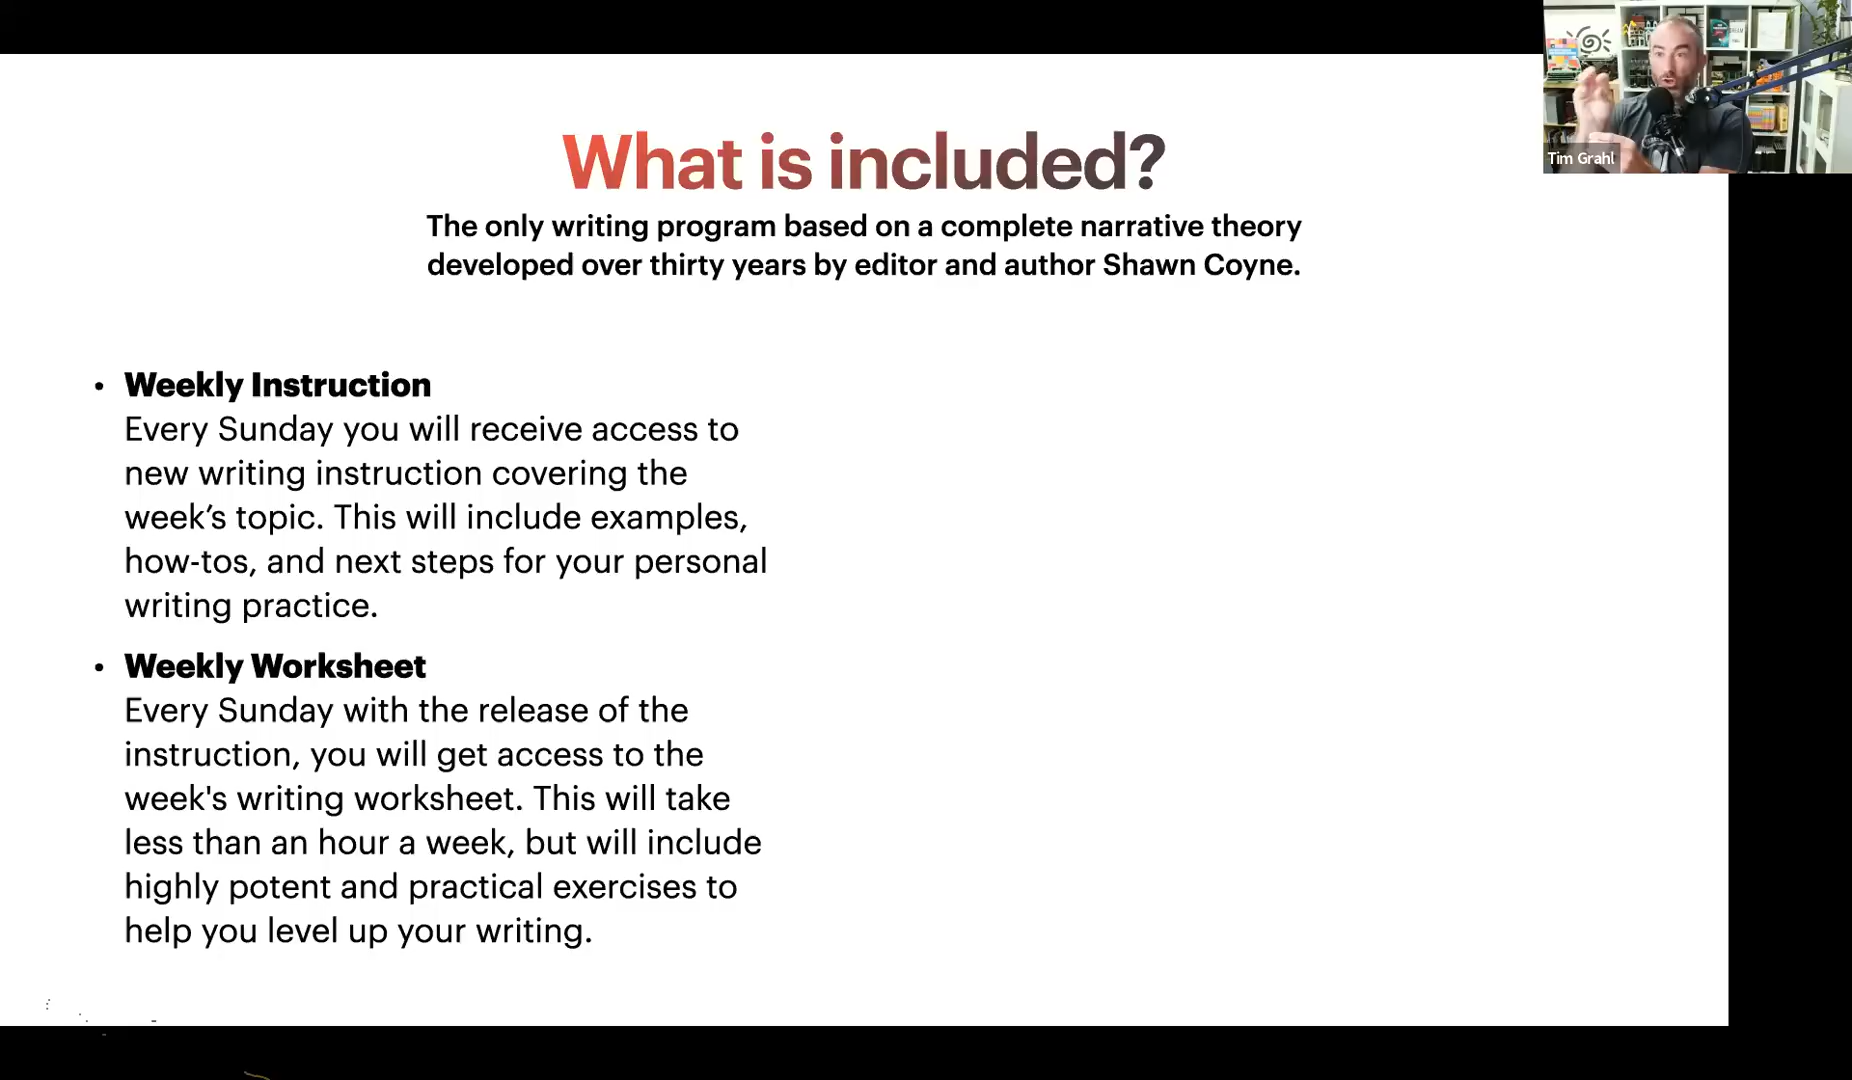 What is included?
The only writing program based on a complete narrative theory
developed over thirty years by editor and author Shawn Coyne.
• Weekly Instruction
Every Sunday you will receive access to
new writing instruction covering the
week’s topic. This will include examples,
how-tos, and next steps for your personal
writing practice.
• Weekly Worksheet
Every Sunday with the release of the
instruction, you will get access to the
week's writing worksheet. This will take
less than an hour a week, but will include
highly potent and practical exercises to
help you level up your writing.
Tim Grahl